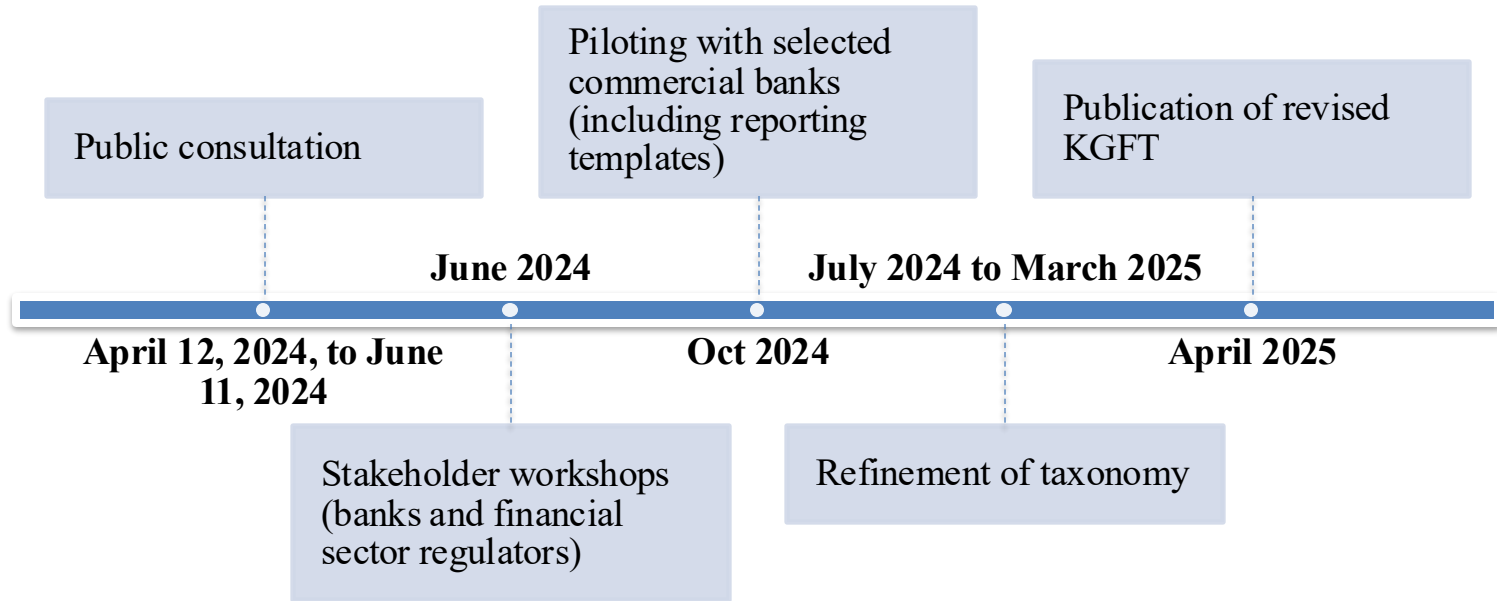 Public consultation
April 12, 2024, to June
11, 2024
June 2024
Stakeholder workshops
(banks and financial
sector regulators)
Piloting with selected
commercial banks
(including reporting
templates)
Oct 2024
July 2024 to March 2025
Refinement of taxonomy
Publication of revised
KGFT
April 2025